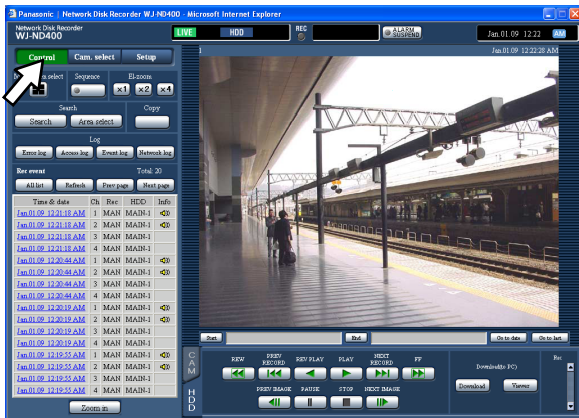 Panasonic | Network Disk Recorder WJ-ND400 - Microsoft Internet Explorer
Network Disk Recorder
WJ-ND400
LIVE HDD
REC
ALARM SUSPEND
Jan.01.09 12:22 AM
Control Cam. select Setup
1
Jan.01.09 12:22:28 AM
select Sequence El-zoom
x1 x2 x4
Search Copy
Search Area select
Log
Error log Access log Event log Network log
Rec event Total: 20
All list Refresh Prev page Next page
Time & date Ch Rec HDD Info
Jan.01.09 12:21:18 AM 1 MAN MAIN-1
Jan.01.09 12:21:18 AM 2 MAN MAIN-1
Jan.01.09 12:21:18 AM 3 MAN MAIN-1
Jan.01.09 12:21:18 AM 4 MAN MAIN-1
Jan.01.09 12:20:44 AM 1 MAN MAIN-1
Jan.01.09 12:20:44 AM 2 MAN MAIN-1
Jan.01.09 12:20:44 AM 3 MAN MAIN-1
Jan.01.09 12:20:44 AM 4 MAN MAIN-1
Jan.01.09 12:20:19 AM 1 MAN MAIN-1
Jan.01.09 12:20:19 AM 2 MAN MAIN-1
Jan.01.09 12:20:19 AM 3 MAN MAIN-1
Jan.01.09 12:20:19 AM 4 MAN MAIN-1
Jan.01.09 12:19:55 AM 1 MAN MAIN-1
Jan.01.09 12:19:55 AM 2 MAN MAIN-1
Jan.01.09 12:19:55 AM 3 MAN MAIN-1
Jan.01.09 12:19:55 AM 4 MAN MAIN-1
Zoom in
Start End Go to date Go to last
CAM
HDD
REW PREV RECORD REV PLAY PLAY NEXT RECORD FF
PREV IMAGE PAUSE STOP NEXT IMAGE
Download(to PC)
Download Viewer
Rec